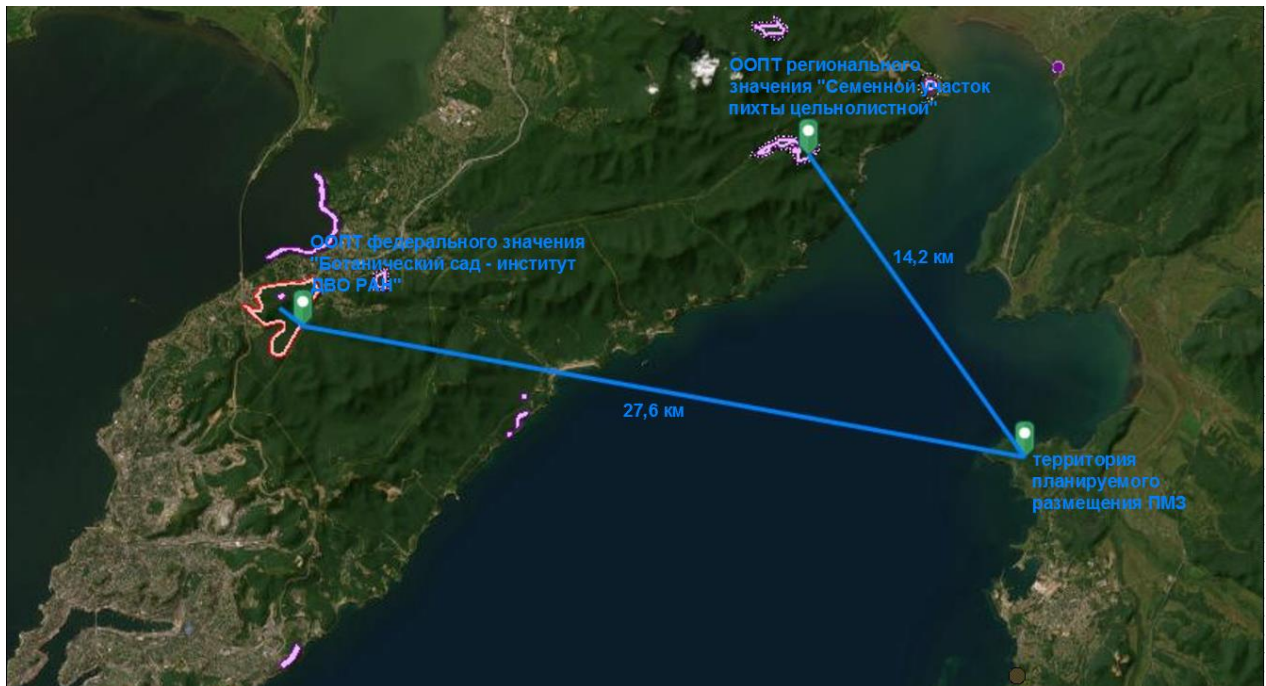 ООПТ регионального
значения "Семенной участок
пихты цельнолистной"
ООПТ федерального значения
"Ботанический сад - институт
ДВО РАН"
14,2 км
27,6 км
территория
планируемого
размещения ПМЗ